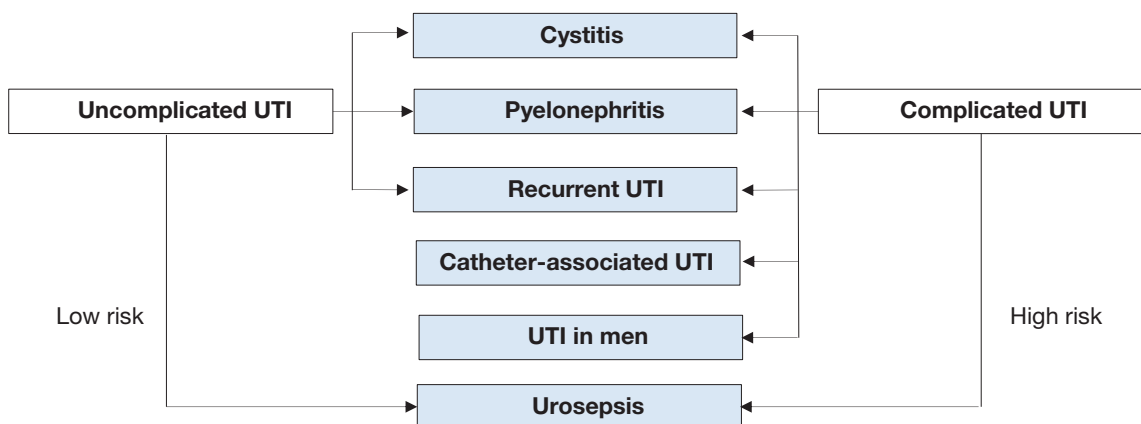 Cystitis
Uncomplicated UTI
Pyelonephritis
Complicated UTI
Recurrent UTI
Catheter-associated UTI
Low risk
UTI in men
High risk
Urosepsis